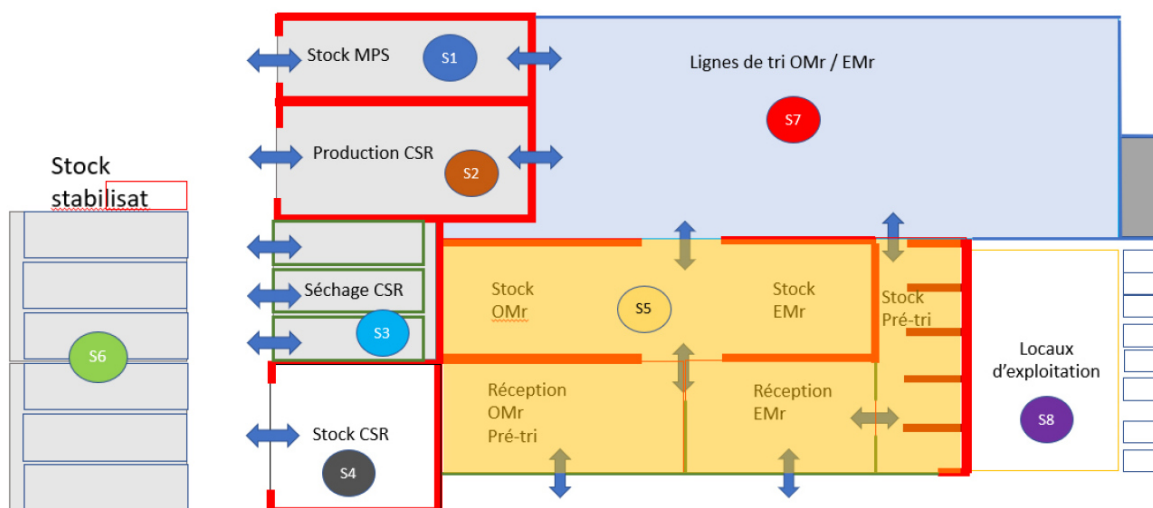 Stock MPS
S1
Lignes de tri OMr / EMr
S7
Production CSR
S2
Stock
stabilisat
S6
Séchage CSR
S3
Stock
OMr
S5
Stock
EMr
Stock
Pré-tri
Réception
OMr
Pré-tri
Réception
EMr
Locaux
d'exploitation
S8
Stock CSR
S4